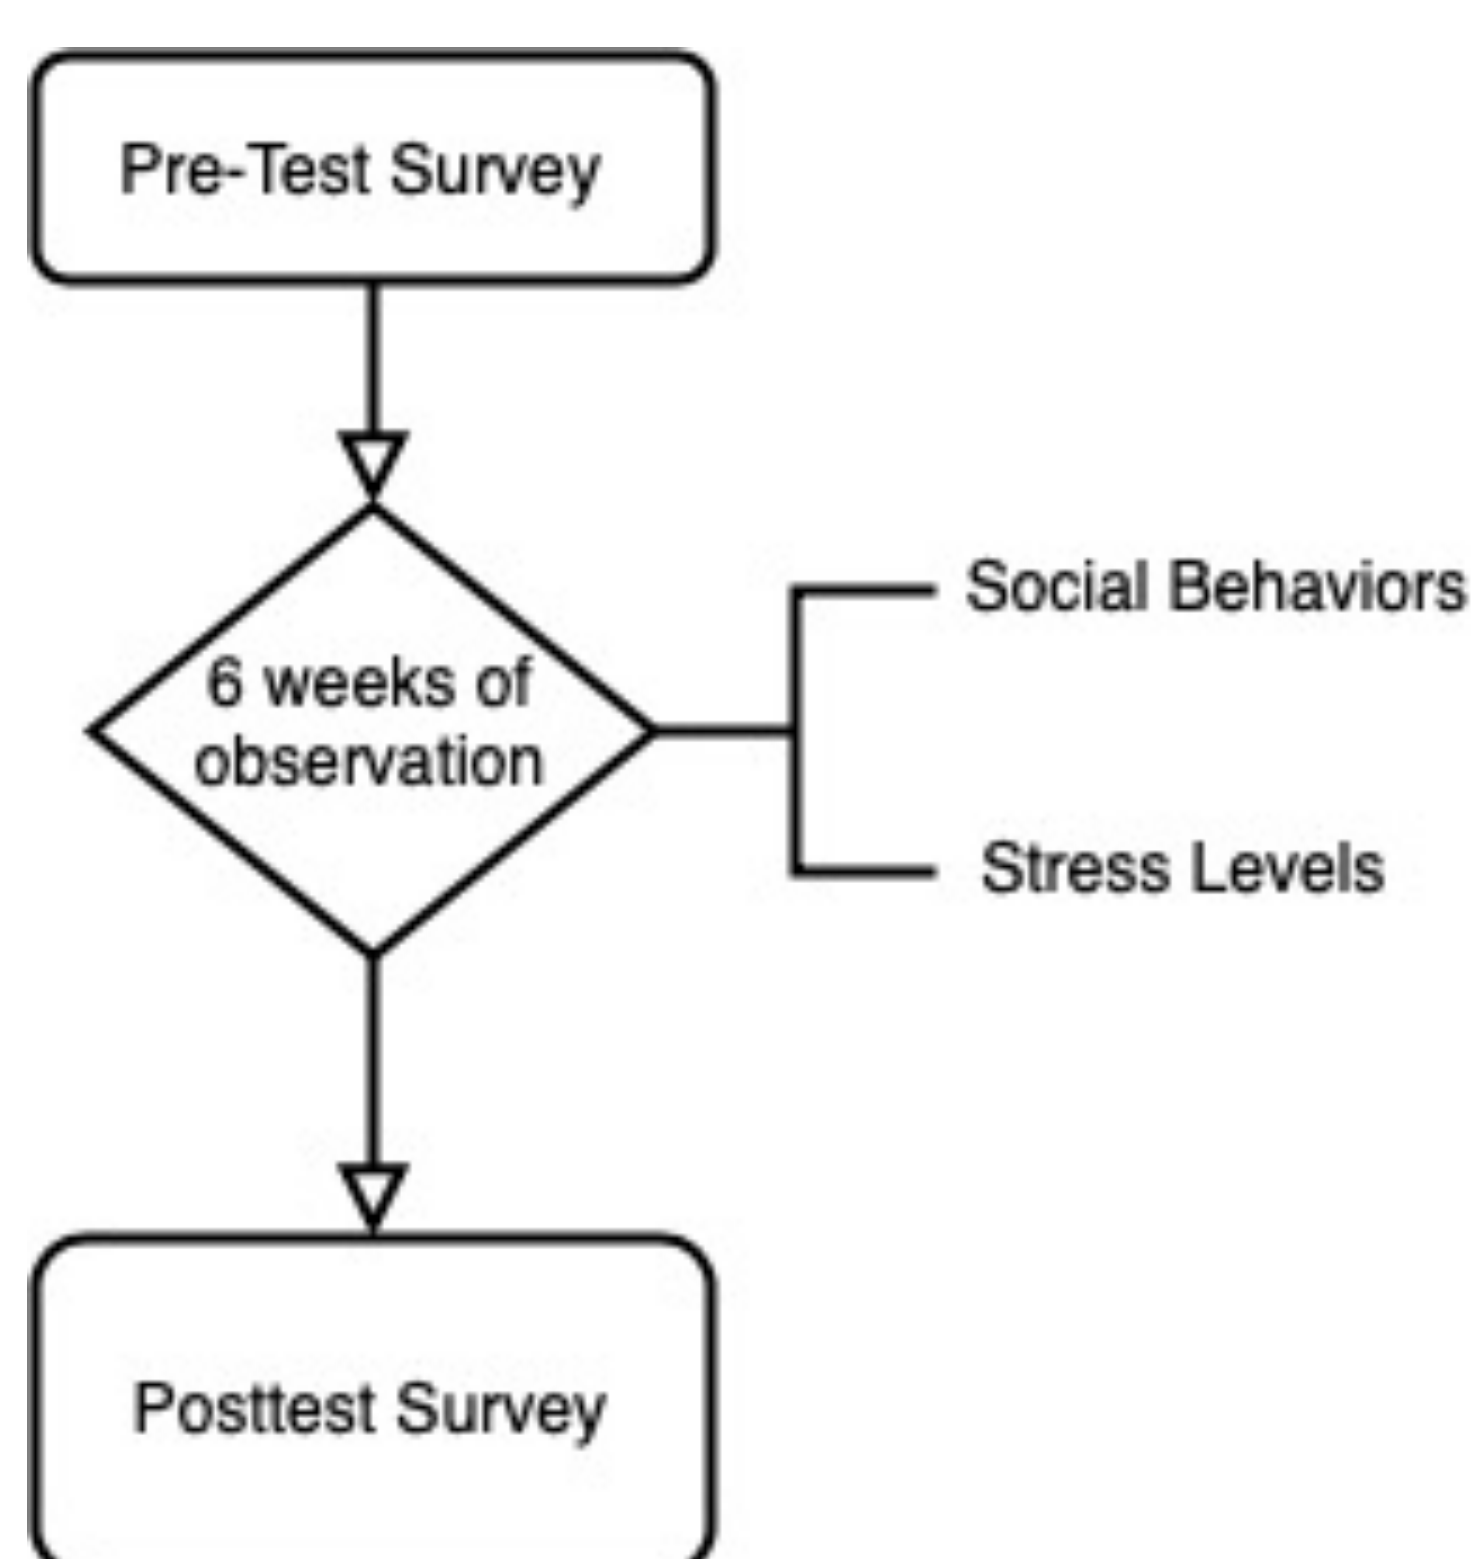 Pre-Test Survey
6 weeks of
observation
Social Behaviors
Stress Levels
Posttest Survey